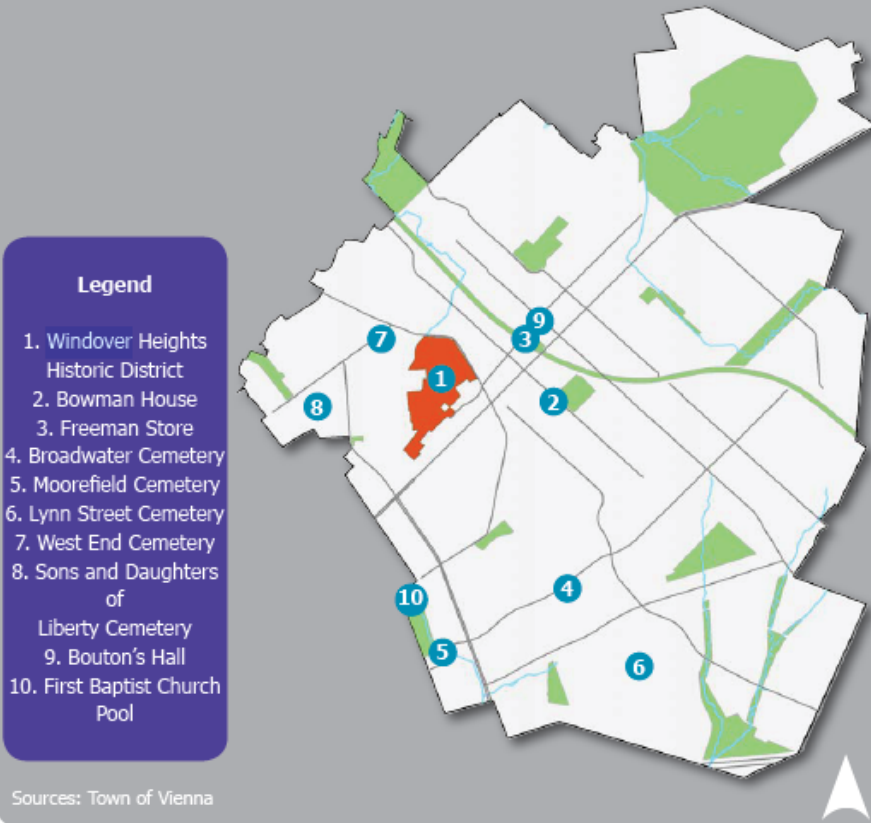 Legend
1. Windover Heights
Historic District
2. Bowman House
3. Freeman Store
4. Broadwater Cemetery
5. Moorefield Cemetery
6. Lynn Street Cemetery
7. West End Cemetery
8. Sons and Daughters
of
Liberty Cemetery
9. Bouton's Hall
10. First Baptist Church
Pool
Sources: Town of Vienna
9
3
7
1
2
8
4
10
5
6